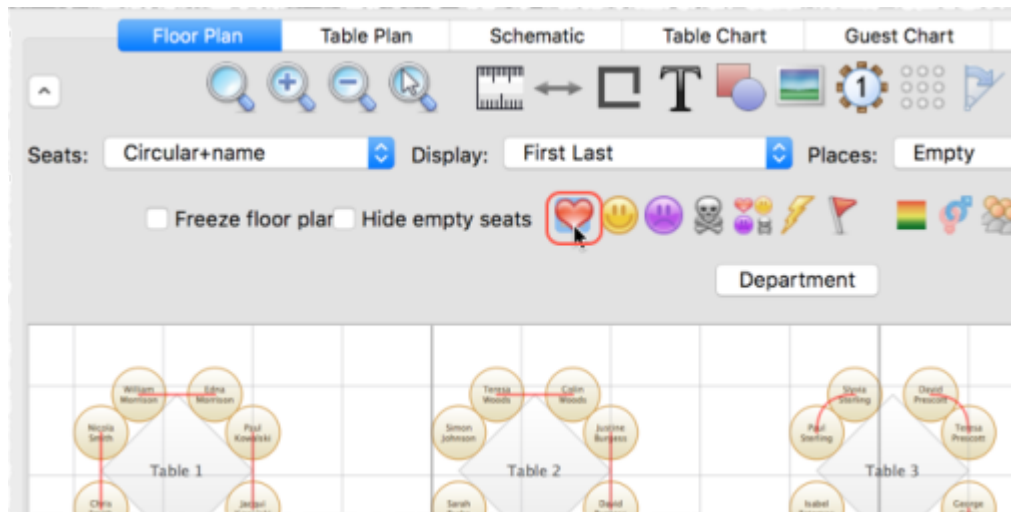 Floor Plan Table Plan Schematic Table Chart Guest Chart
T 1
Seats: Circular+name Display: First Last Places: Empty
Freeze floor plan Hide empty seats
Department
William Morrison Edna Morrison Teresa Woods Colin Woods Sylvia Sterling David Prescott
Nicola Smith Paul Kowalski Simon Johnson Justine Burgess Paul Sterling Teresa Prescott
Table 1 Table 2 Table 3
Chris Jacqui Sarah David Isabel George